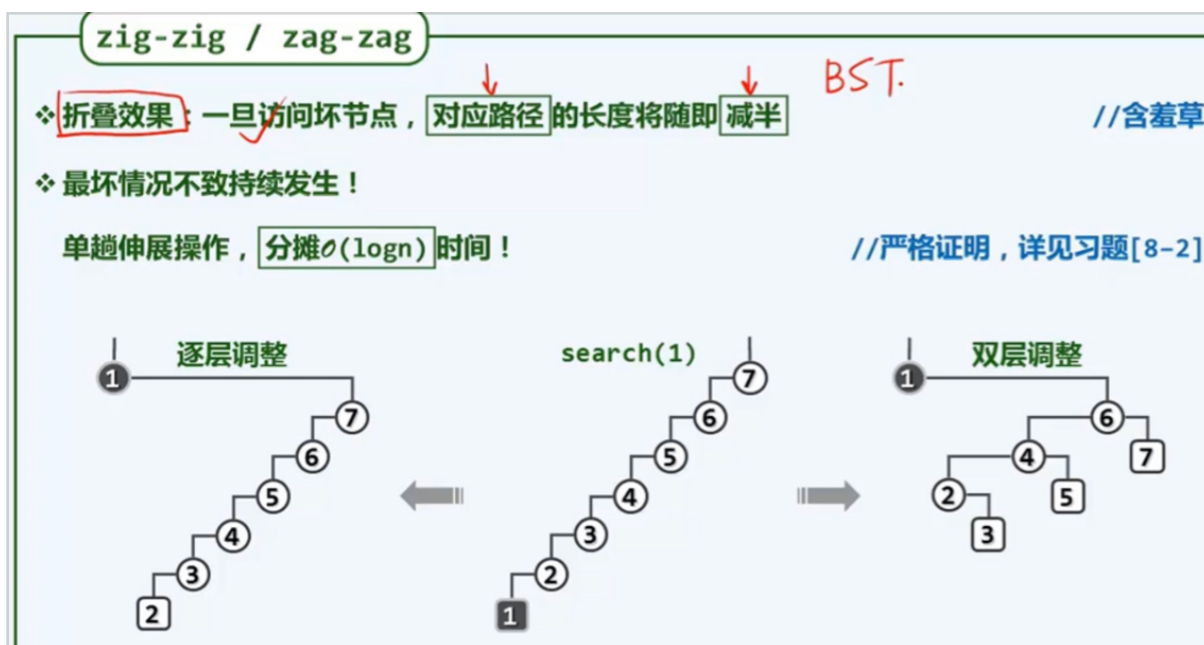 zig-zig / zag-zag
BST.
❖ 折叠效果：一旦访问坏节点，对应路径的长度将随即减半 //含羞草
❖ 最坏情况不致持续发生！
单趟伸展操作，分摊O(logn)时间！ //严格证明，详见习题[8-2]
逐层调整 search(1) 双层调整
1 7 1
7 6 6
6 5 4 7
5 4 2 5
4 3 3
3 2
2 1